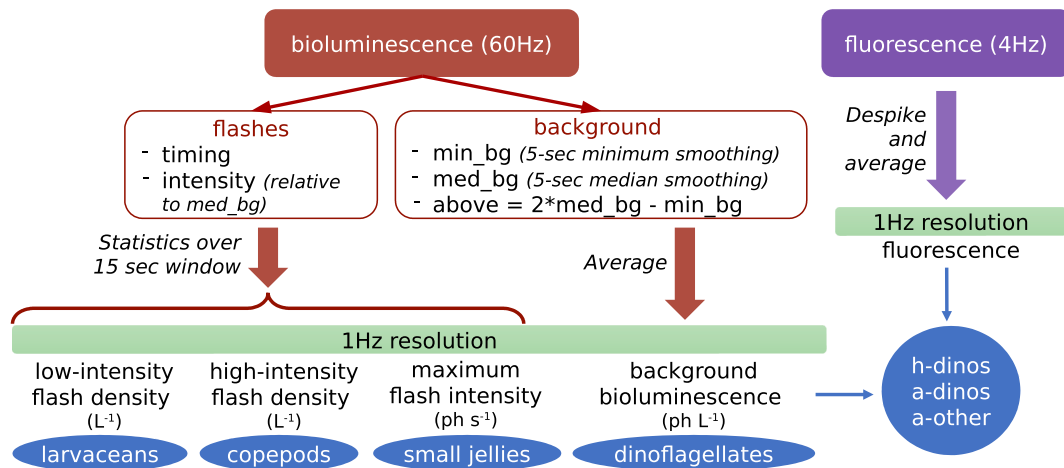 bioluminescence (60Hz)
fluorescence (4Hz)
flashes
- timing
- intensity (relative
to med_bg)
background
- min_bg (5-sec minimum smoothing)
- med_bg (5-sec median smoothing)
- above = 2*med_bg - min_bg
Despike
and
average
Statistics over
15 sec window
Average
1Hz resolution
fluorescence
1Hz resolution
low-intensity
flash density
(L⁻¹)
larvaceans
high-intensity
flash density
(L⁻¹)
copepods
maximum
flash intensity
(ph s⁻¹)
small jellies
background
bioluminescence
(ph L⁻¹)
dinoflagellates
h-dinos
a-dinos
a-other